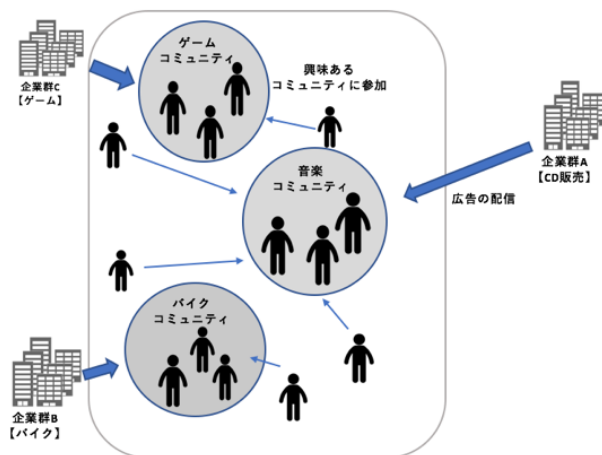 ゲーム
コミュニティ
興味ある
コミュニティに参加
企業群C
【ゲーム】
音楽
コミュニティ
企業群A
【CD販売】
広告の配信
バイク
コミュニティ
企業群B
【バイク】